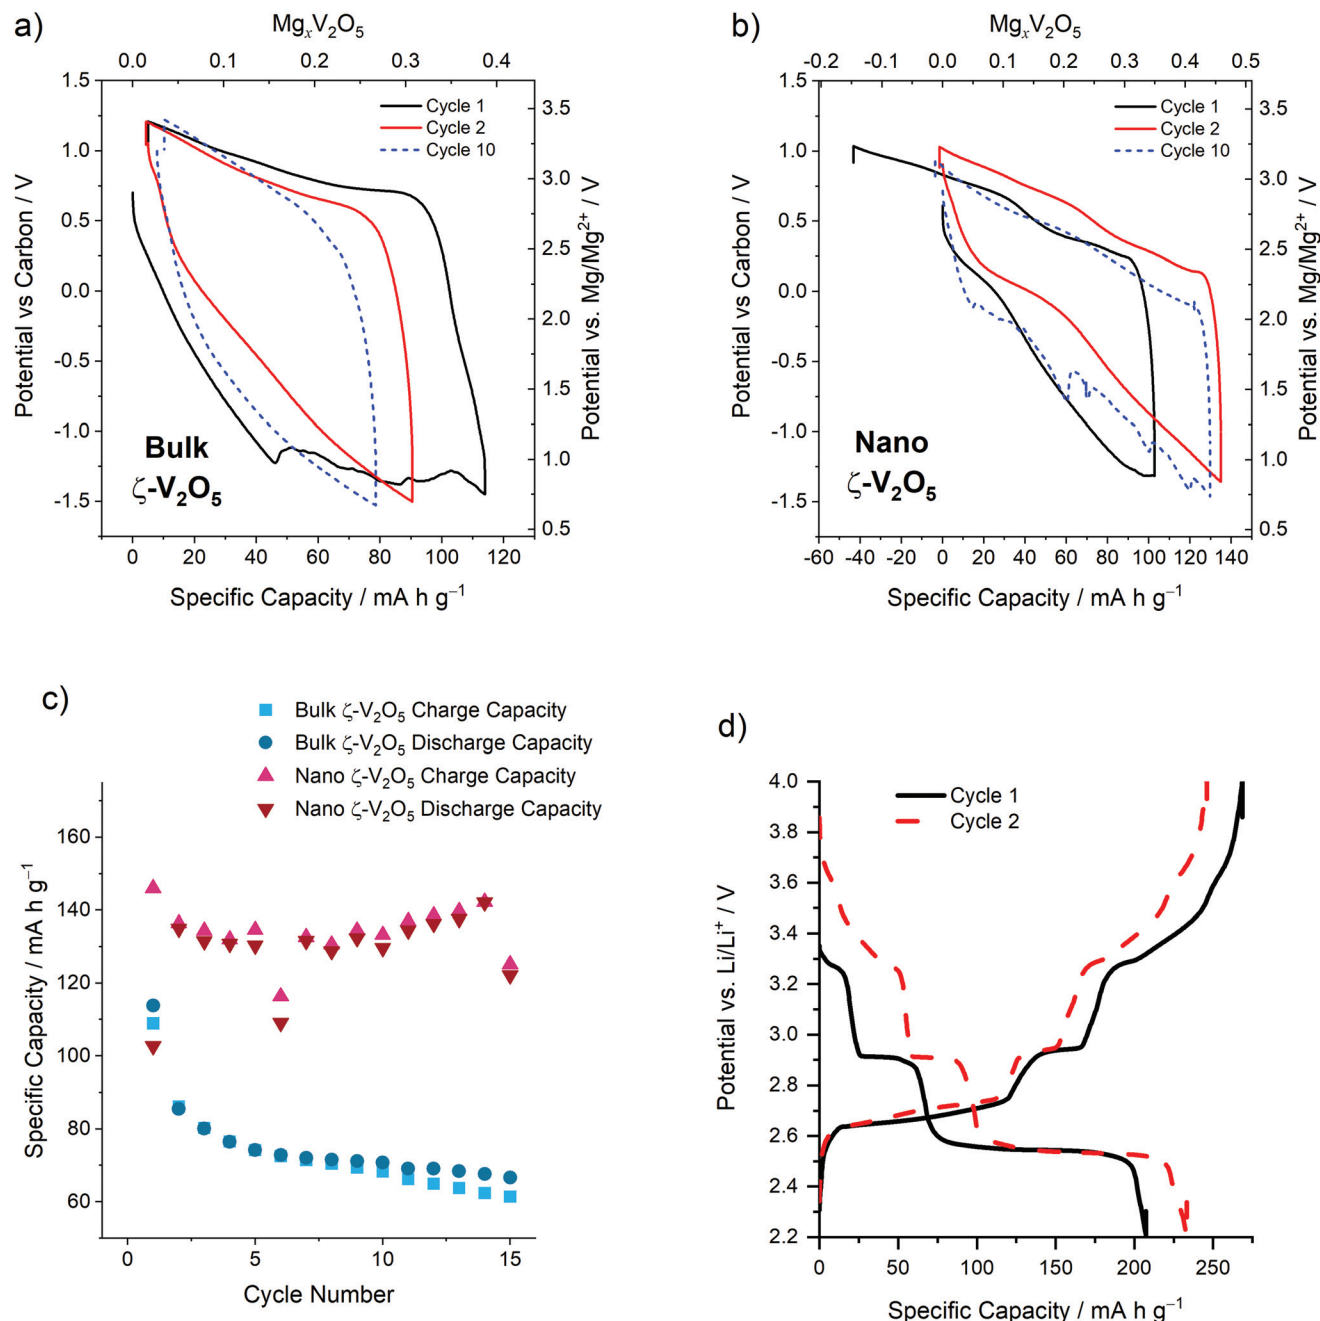 a)
MgₓV₂O₅
0.0 0.1 0.2 0.3 0.4
1.5
1.0
0.5
0.0
-0.5
-1.0
-1.5
Potential vs Carbon / V
Cycle 1
Cycle 2
Cycle 10
Bulk
ζ-V₂O₅
3.5
3.0
2.5
2.0
1.5
1.0
0.5
Potential vs. Mg/Mg²⁺ / V
0 20 40 60 80 100 120
Specific Capacity / mA h g⁻¹
b)
MgₓV₂O₅
-0.2 -0.1 0.0 0.1 0.2 0.3 0.4 0.5
1.5
1.0
0.5
0.0
-0.5
-1.0
-1.5
Potential vs Carbon / V
Cycle 1
Cycle 2
Cycle 10
Nano
ζ-V₂O₅
3.5
3.0
2.5
2.0
1.5
1.0
0.5
Potential vs. Mg/Mg²⁺ / V
-60 -40 -20 0 20 40 60 80 100 120 140
Specific Capacity / mA h g⁻¹
c)
Bulk ζ-V₂O₅ Charge Capacity
Bulk ζ-V₂O₅ Discharge Capacity
Nano ζ-V₂O₅ Charge Capacity
Nano ζ-V₂O₅ Discharge Capacity
160
140
120
100
80
60
Specific Capacity / mA h g⁻¹
0 5 10 15
Cycle Number
d)
Cycle 1
Cycle 2
4.0
3.8
3.6
3.4
3.2
3.0
2.8
2.6
2.4
2.2
Potential vs. Li/Li⁺ / V
0 50 100 150 200 250
Specific Capacity / mA h g⁻¹